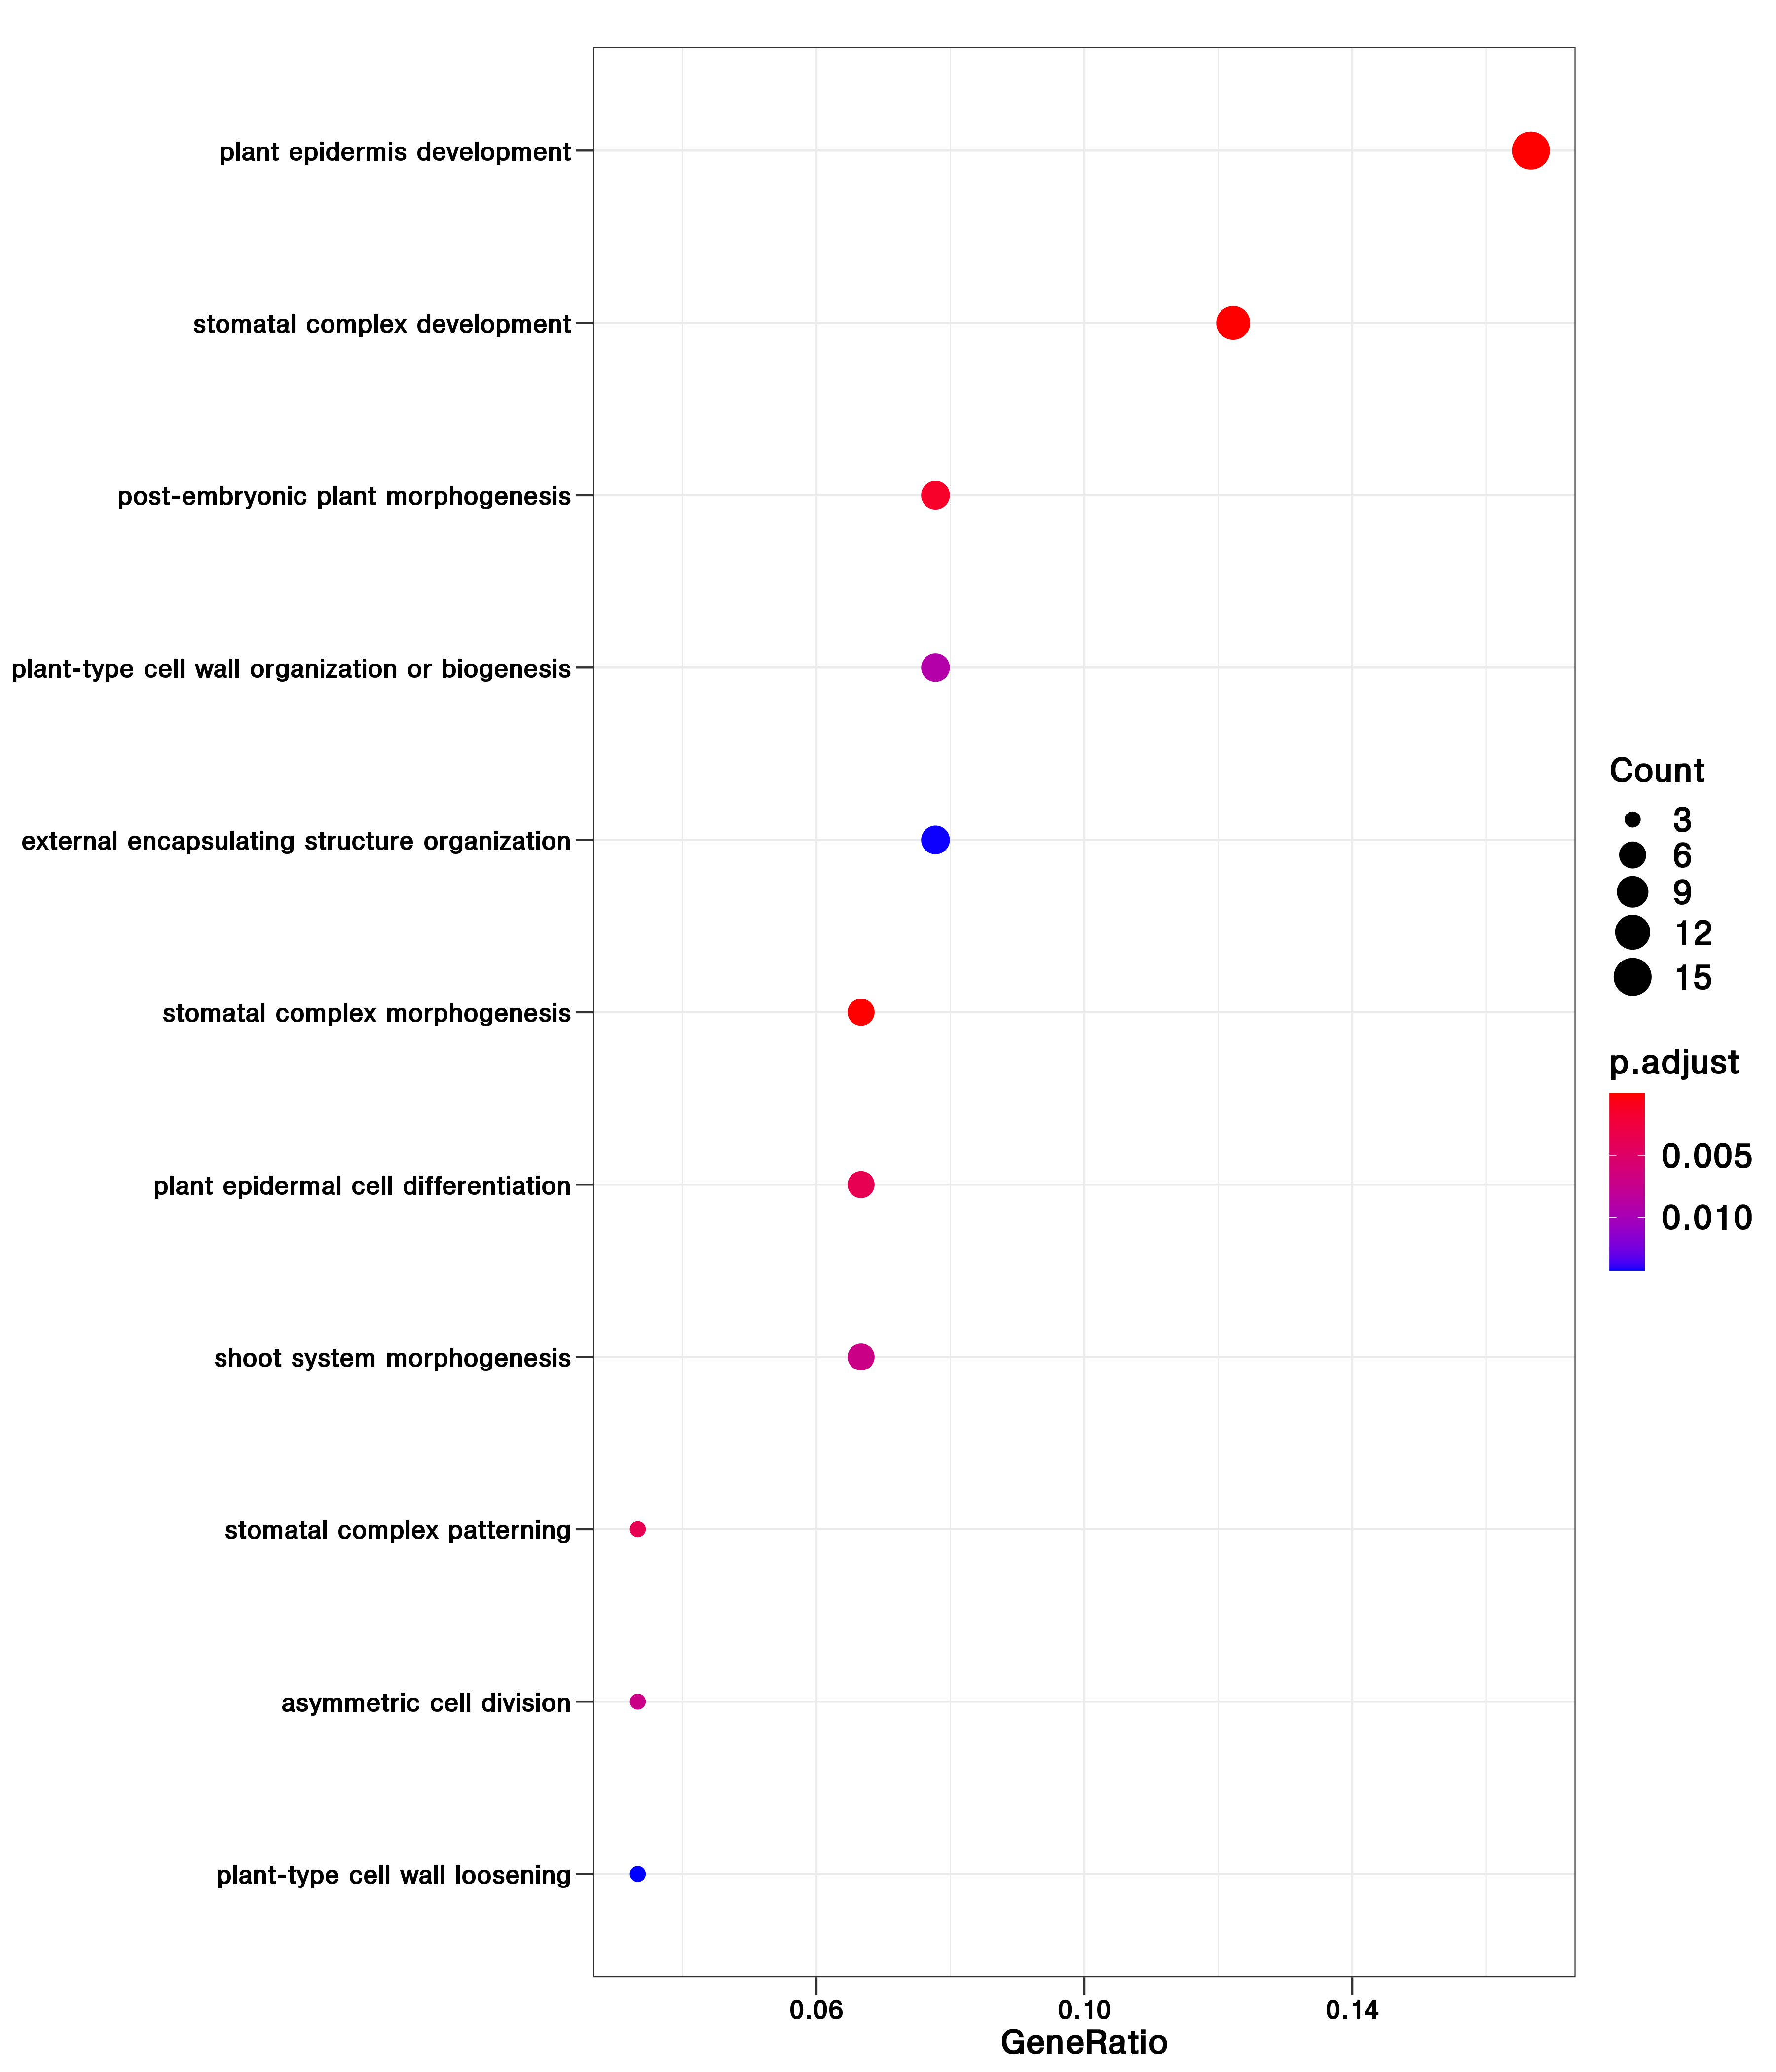 plant epidermis development
stomatal complex development
post-embryonic plant morphogenesis
plant-type cell wall organization or biogenesis
external encapsulating structure organization
stomatal complex morphogenesis
plant epidermal cell differentiation
shoot system morphogenesis
stomatal complex patterning
asymmetric cell division
plant-type cell wall loosening
0.06 0.10 0.14
GeneRatio
Count
3
6
9
12
15
p.adjust
0.005
0.010